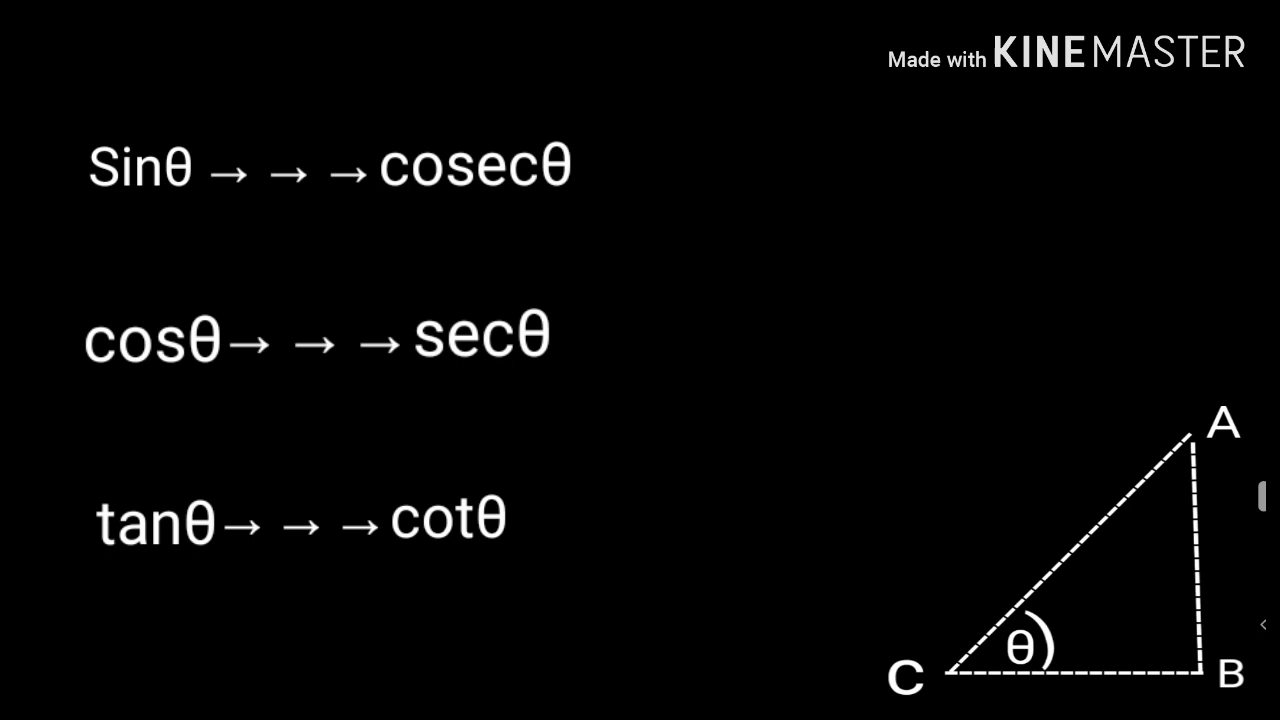 Made with KINEMASTER
Sinθ → → → cosecθ
cosθ → → → secθ
tanθ → → → cotθ
A
θ
C
B